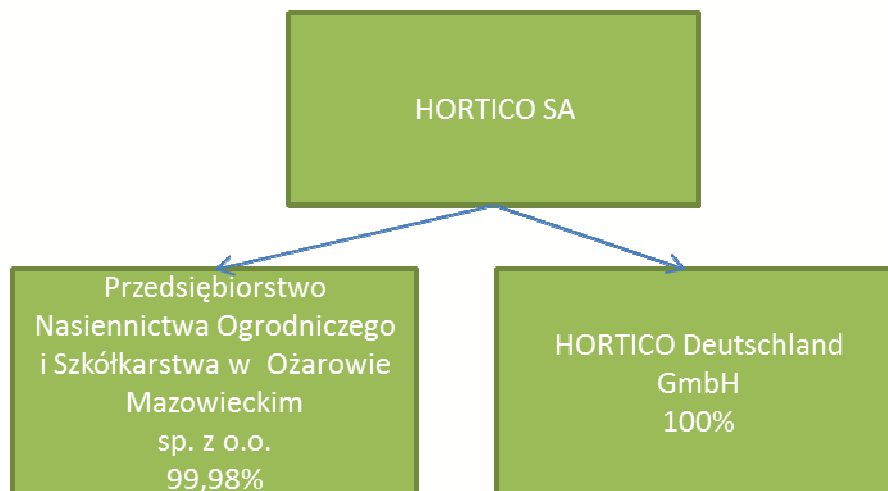 HORTICO SA
Przedsiębiorstwo
Nasiennictwa Ogrodniczego
i Szkółkarstwa w Ożarowie
Mazowieckim
sp. z o.o.
99,98%
HORTICO Deutschland
GmbH
100%